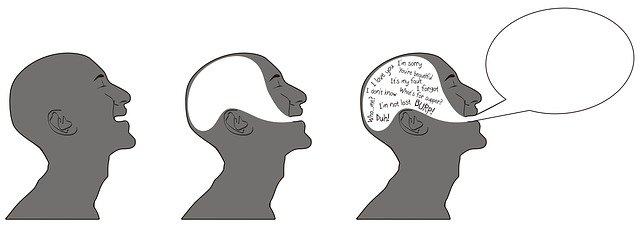 I love you
I'm sorry
You're beautiful
It's my fault
I don't know
I forgot
What's for supper?
Who...me?
I'm not lost
BURP!
Duh!